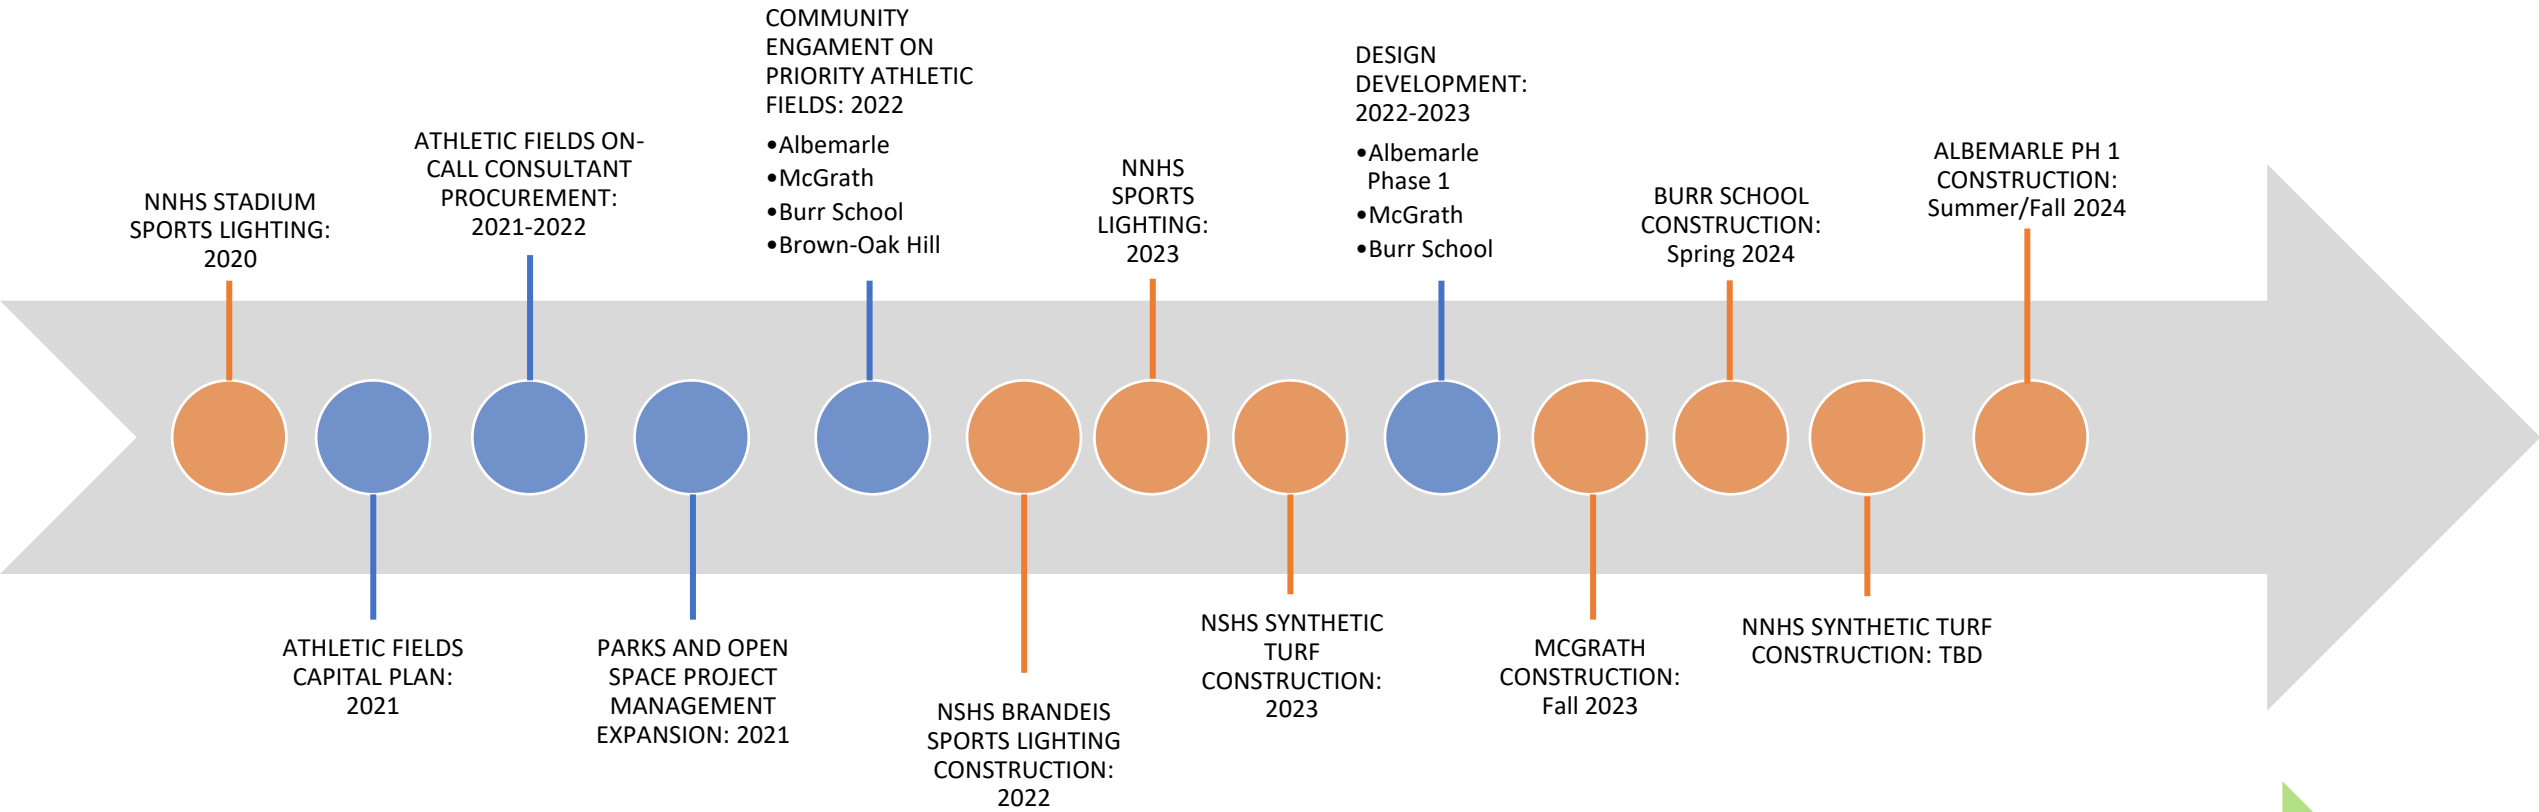 NNHS STADIUM
SPORTS LIGHTING:
2020
ATHLETIC FIELDS
CAPITAL PLAN:
2021
ATHLETIC FIELDS ON-
CALL CONSULTANT
PROCUREMENT:
2021-2022
PARKS AND OPEN
SPACE PROJECT
MANAGEMENT
EXPANSION: 2021
COMMUNITY
ENGAMENT ON
PRIORITY ATHLETIC
FIELDS: 2022
•Albemarle
•McGrath
•Burr School
•Brown-Oak Hill
NSHS BRANDEIS
SPORTS LIGHTING
CONSTRUCTION:
2022
NNHS
SPORTS
LIGHTING:
2023
NSHS SYNTHETIC
TURF
CONSTRUCTION:
2023
DESIGN
DEVELOPMENT:
2022-2023
•Albemarle
Phase 1
•McGrath
•Burr School
MCGRATH
CONSTRUCTION:
Fall 2023
BURR SCHOOL
CONSTRUCTION:
Spring 2024
NNHS SYNTHETIC TURF
CONSTRUCTION: TBD
ALBEMARLE PH 1
CONSTRUCTION:
Summer/Fall 2024